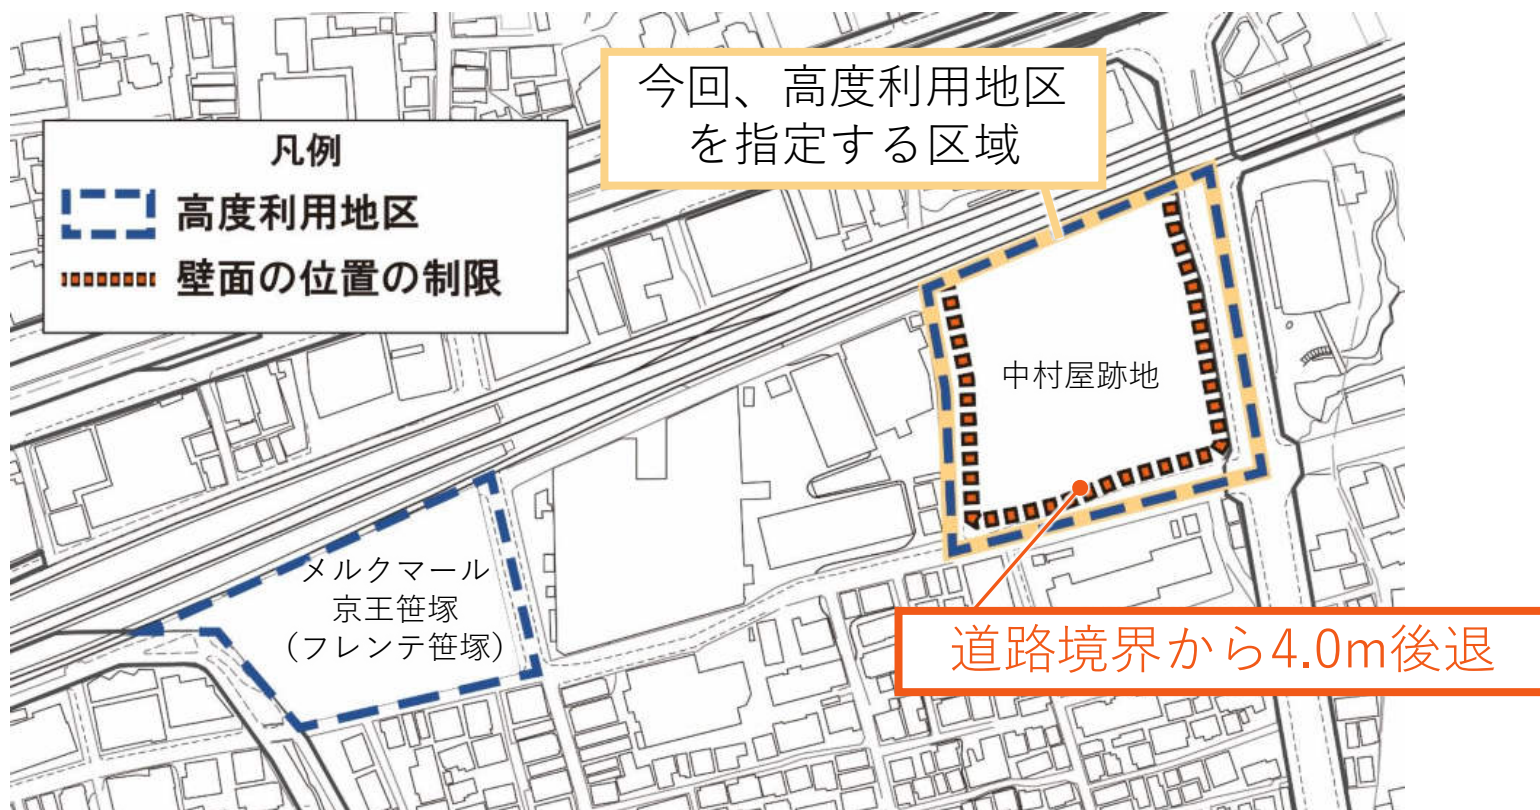 今回、高度利用地区
を指定する区域
凡例
高度利用地区
壁面の位置の制限
中村屋跡地
メルクマール
京王笹塚
（フレンテ笹塚）
道路境界から4.0m後退